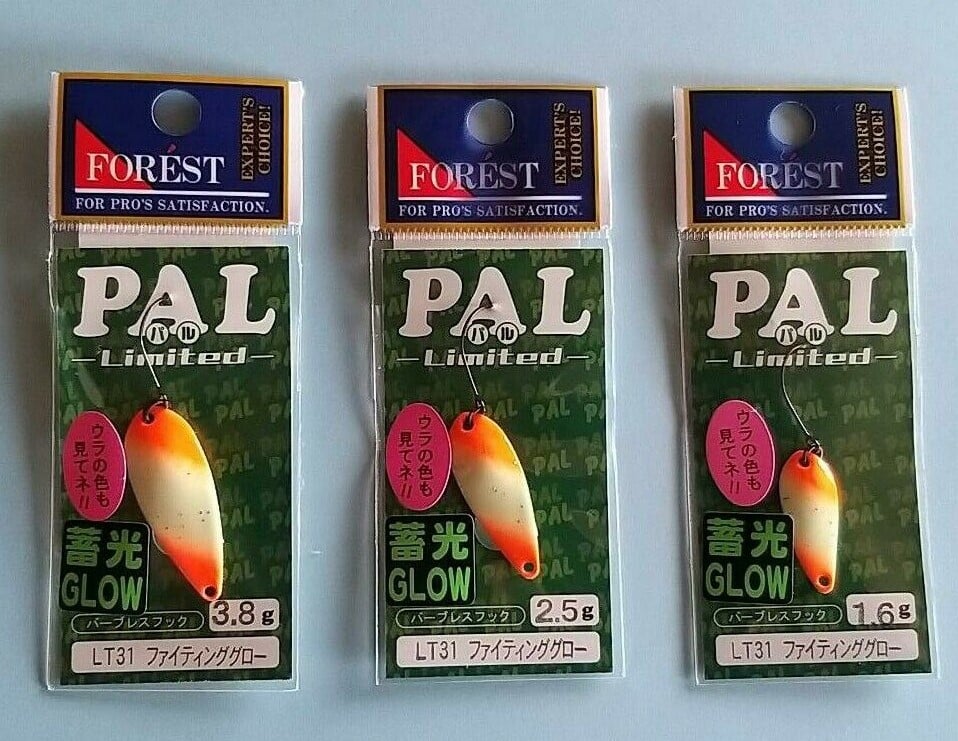 FORÉST
EXPERT'S
CHOICE!
FOR PRO'S SATISFACTION.
PAL
パル
Limited
ウラの色も
見てネ!!
蓄光
GLOW
バーブレスフック
3.8g
LT31 ファイティンググロー
FORÉST
EXPERT'S
CHOICE!
FOR PRO'S SATISFACTION.
PAL
パル
Limited
ウラの色も
見てネ!!
蓄光
GLOW
バーブレスフック
2.5g
LT31 ファイティンググロー
FORÉST
EXPERT'S
CHOICE!
FOR PRO'S SATISFACTION.
PAL
パル
Limited
ウラの色も
見てネ!!
蓄光
GLOW
バーブレスフック
1.6g
LT31 ファイティンググロー